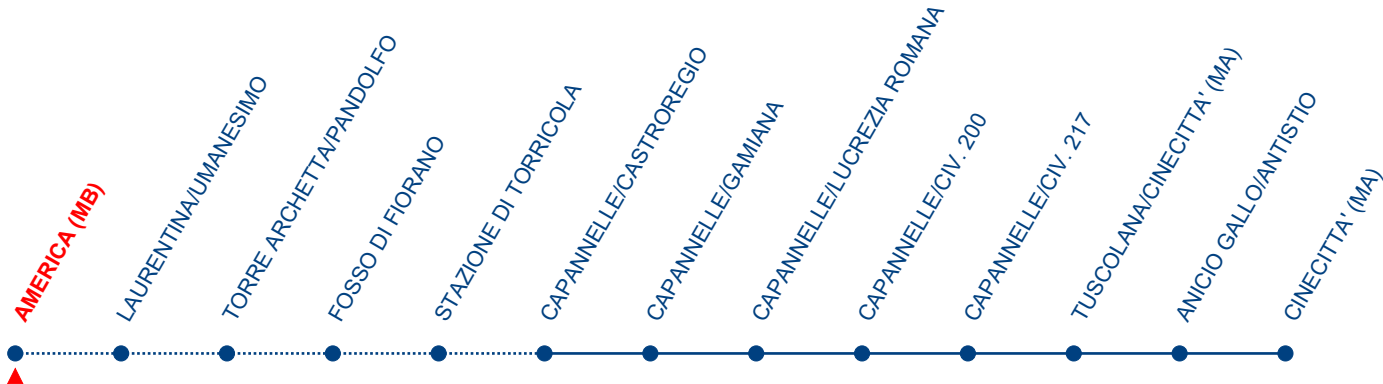 AMERICA (MB)
LAURENTINA/UMANESIMO
TORRE ARCHETTA/PANDOLFO
FOSSO DI FIORANO
STAZIONE DI TORRICOLA
CAPANNELLE/CASTROREGIO
CAPANNELLE/GAMIANA
CAPANNELLE/LUCREZIA ROMANA
CAPANNELLE/CIV. 200
CAPANNELLE/CIV. 217
TUSCOLANA/CINECITTA' (MA)
ANICIO GALLO/ANTISTIO
CINECITTA' (MA)